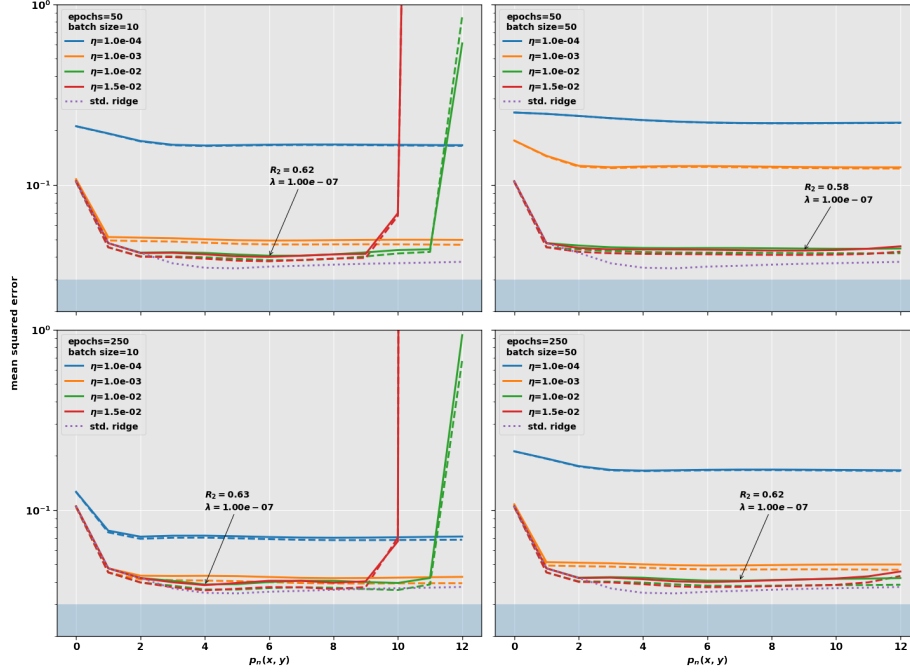 epochs=50
batch size=10
η=1.0e-04
η=1.0e-03
η=1.0e-02
η=1.5e-02
std. ridge
R₂ = 0.62
λ = 1.00e − 07
10⁰
10⁻¹
epochs=50
batch size=50
η=1.0e-04
η=1.0e-03
η=1.0e-02
η=1.5e-02
std. ridge
R₂ = 0.58
λ = 1.00e − 07
mean squared error
epochs=250
batch size=10
η=1.0e-04
η=1.0e-03
η=1.0e-02
η=1.5e-02
std. ridge
R₂ = 0.63
λ = 1.00e − 07
10⁰
10⁻¹
0 2 4 6 8 10 12
pₙ(x, y)
epochs=250
batch size=50
η=1.0e-04
η=1.0e-03
η=1.0e-02
η=1.5e-02
std. ridge
R₂ = 0.62
λ = 1.00e − 07
0 2 4 6 8 10 12
pₙ(x, y)